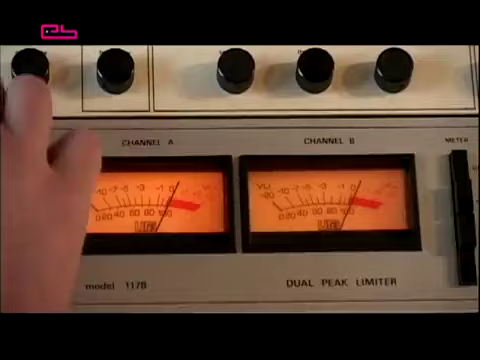 eb
CHANNEL A
CHANNEL B
METER
VU
-20 -10 -7 -5 -3 -1 0
0 20 40 60 80 100
-10 -7 -5 -3 -1 0
0 20 40 60 80 100
model 1178
DUAL PEAK LIMITER